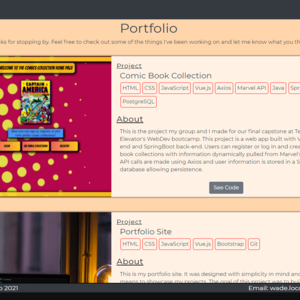 Portfolio
ks for stopping by. Feel free to check out some of the things I've been working on and let me know what you th
Project
Comic Book Collection
HTML CSS JavaScript Vue.js Axios Marvel API Java Spring
PostgreSQL
About
This is the project my group and I made for our final capstone at Te
Elevator's WebDev bootcamp. This project is a web app built with V
end and SpringBoot back-end. Users can register or log in and creat
book collections with information dynamically pulled from Marvel's
API calls are made using Axios and user information is stored in a S
database allowing persistence.
See Code
WELCOME TO THE COMICS COLLECTION HOME PAGE
CAPTAIN
AMERICA
Project
Portfolio Site
HTML CSS JavaScript Vue.js Bootstrap Git
About
This is my portfolio site. It was designed with simplicity in mind and
means to showcase my projects. The goal of this project was to b
o 2021
Email: wade.loc